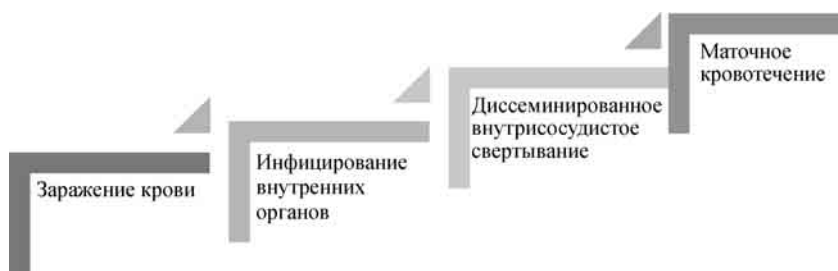 Заражение крови
Инфицирование
внутренних
органов
Диссеминированное
внутрисосудистое
свертывание
Маточное
кровотечение